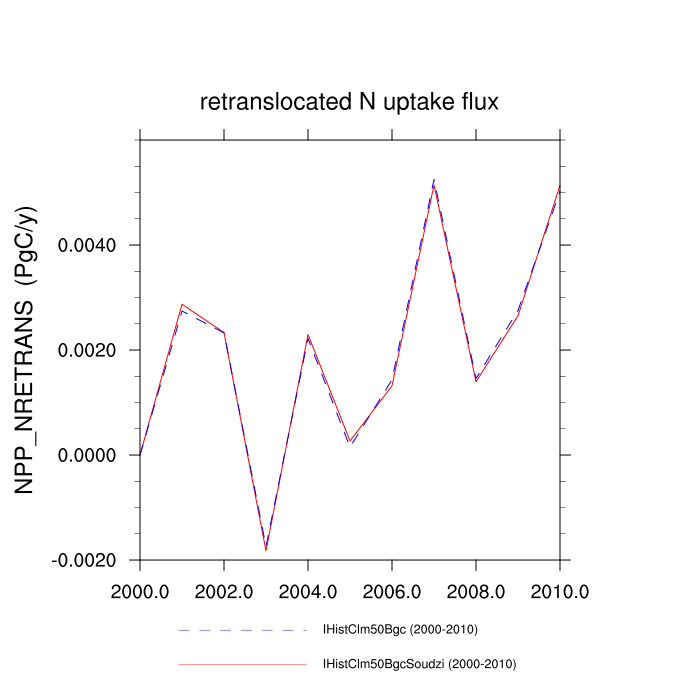 retranslocated N uptake flux
NPP_NRETRANS (PgC/y)
0.0040
0.0020
0.0000
-0.0020
2000.0 2002.0 2004.0 2006.0 2008.0 2010.0
IHistClm50Bgc (2000-2010)
IHistClm50BgcSoudzi (2000-2010)